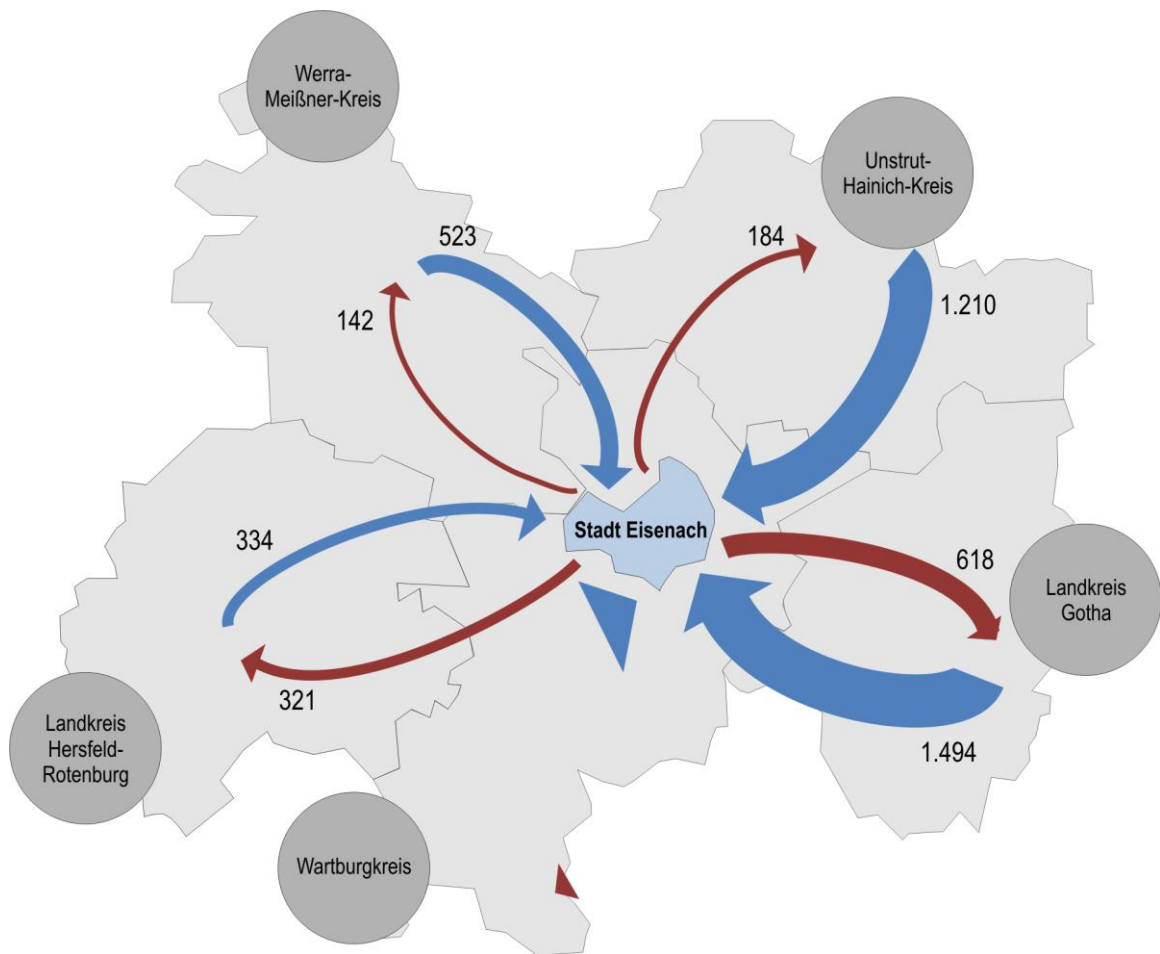 Werra-
Meißner-Kreis
Unstrut-
Hainich-Kreis
523
184
142
1.210
334
Stadt Eisenach
618
Landkreis
Gotha
321
Landkreis
Hersfeld-
Rotenburg
1.494
Wartburgkreis